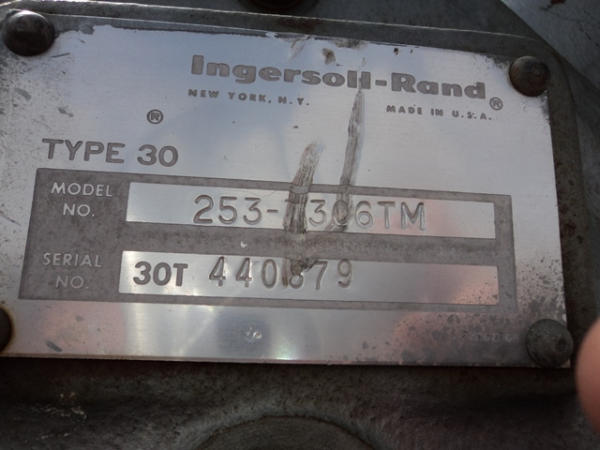 Ingersoll-Rand®
NEW YORK, N.Y. MADE IN U.S.A.
®
TYPE 30
MODEL NO.
SERIAL NO. 30T